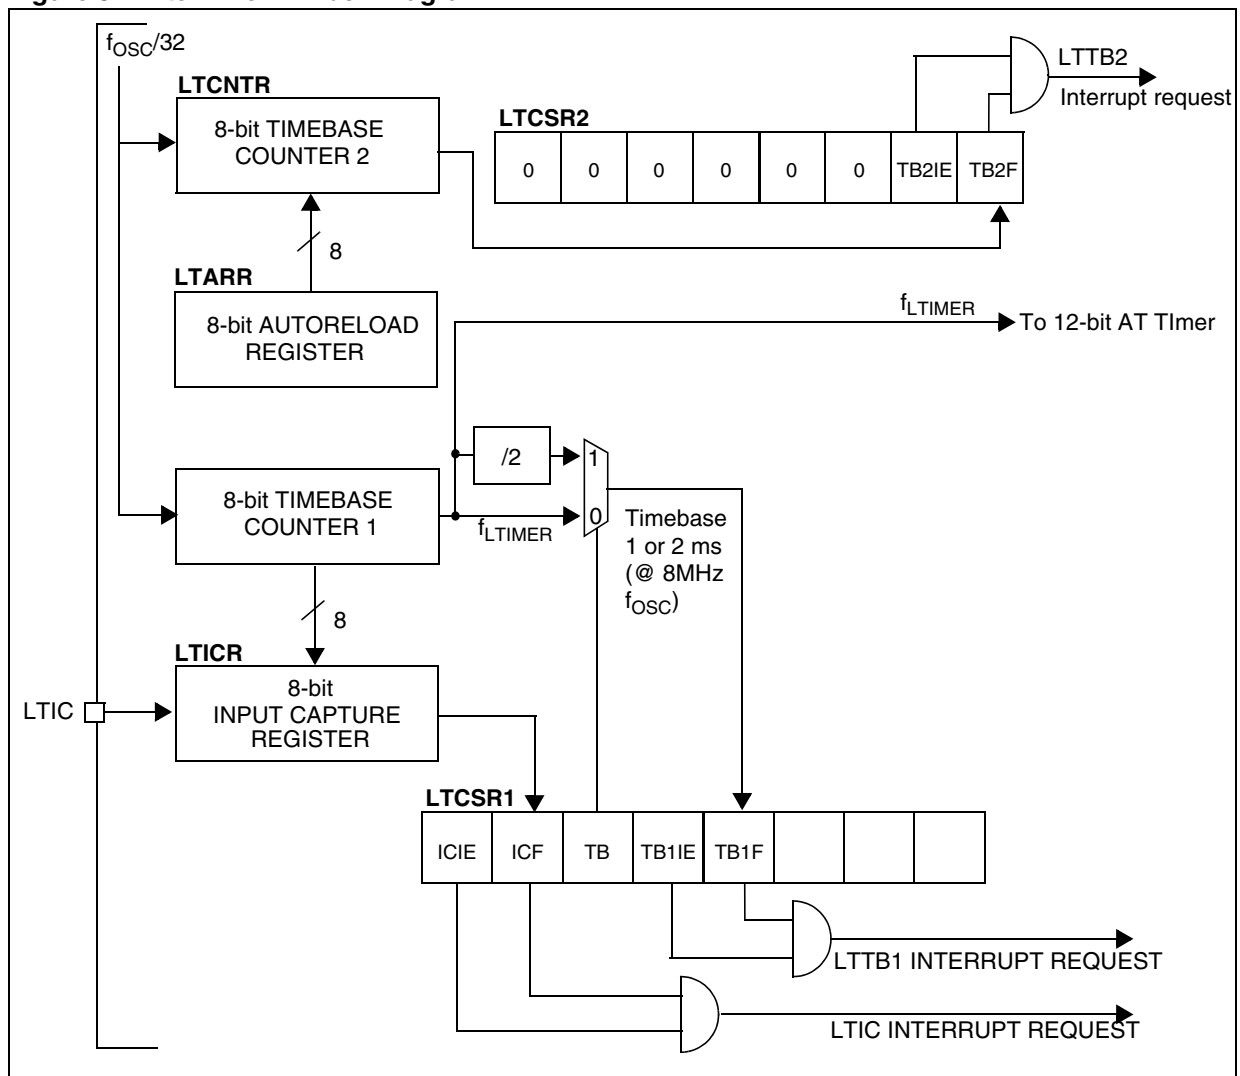 fOSC/32
LTCNTR
8-bit TIMEBASE
COUNTER 2
8
LTARR
8-bit AUTORELOAD
REGISTER
LTCSR2
0 0 0 0 0 0 TB2IE TB2F
LTTB2
Interrupt request
fLTIMER
To 12-bit AT TImer
/2
1
0
8-bit TIMEBASE
COUNTER 1
fLTIMER
Timebase
1 or 2 ms
(@ 8MHz
fOSC)
8
LTICR
LTIC
8-bit
INPUT CAPTURE
REGISTER
LTCSR1
ICIE ICF TB TB1IE TB1F
LTTB1 INTERRUPT REQUEST
LTIC INTERRUPT REQUEST